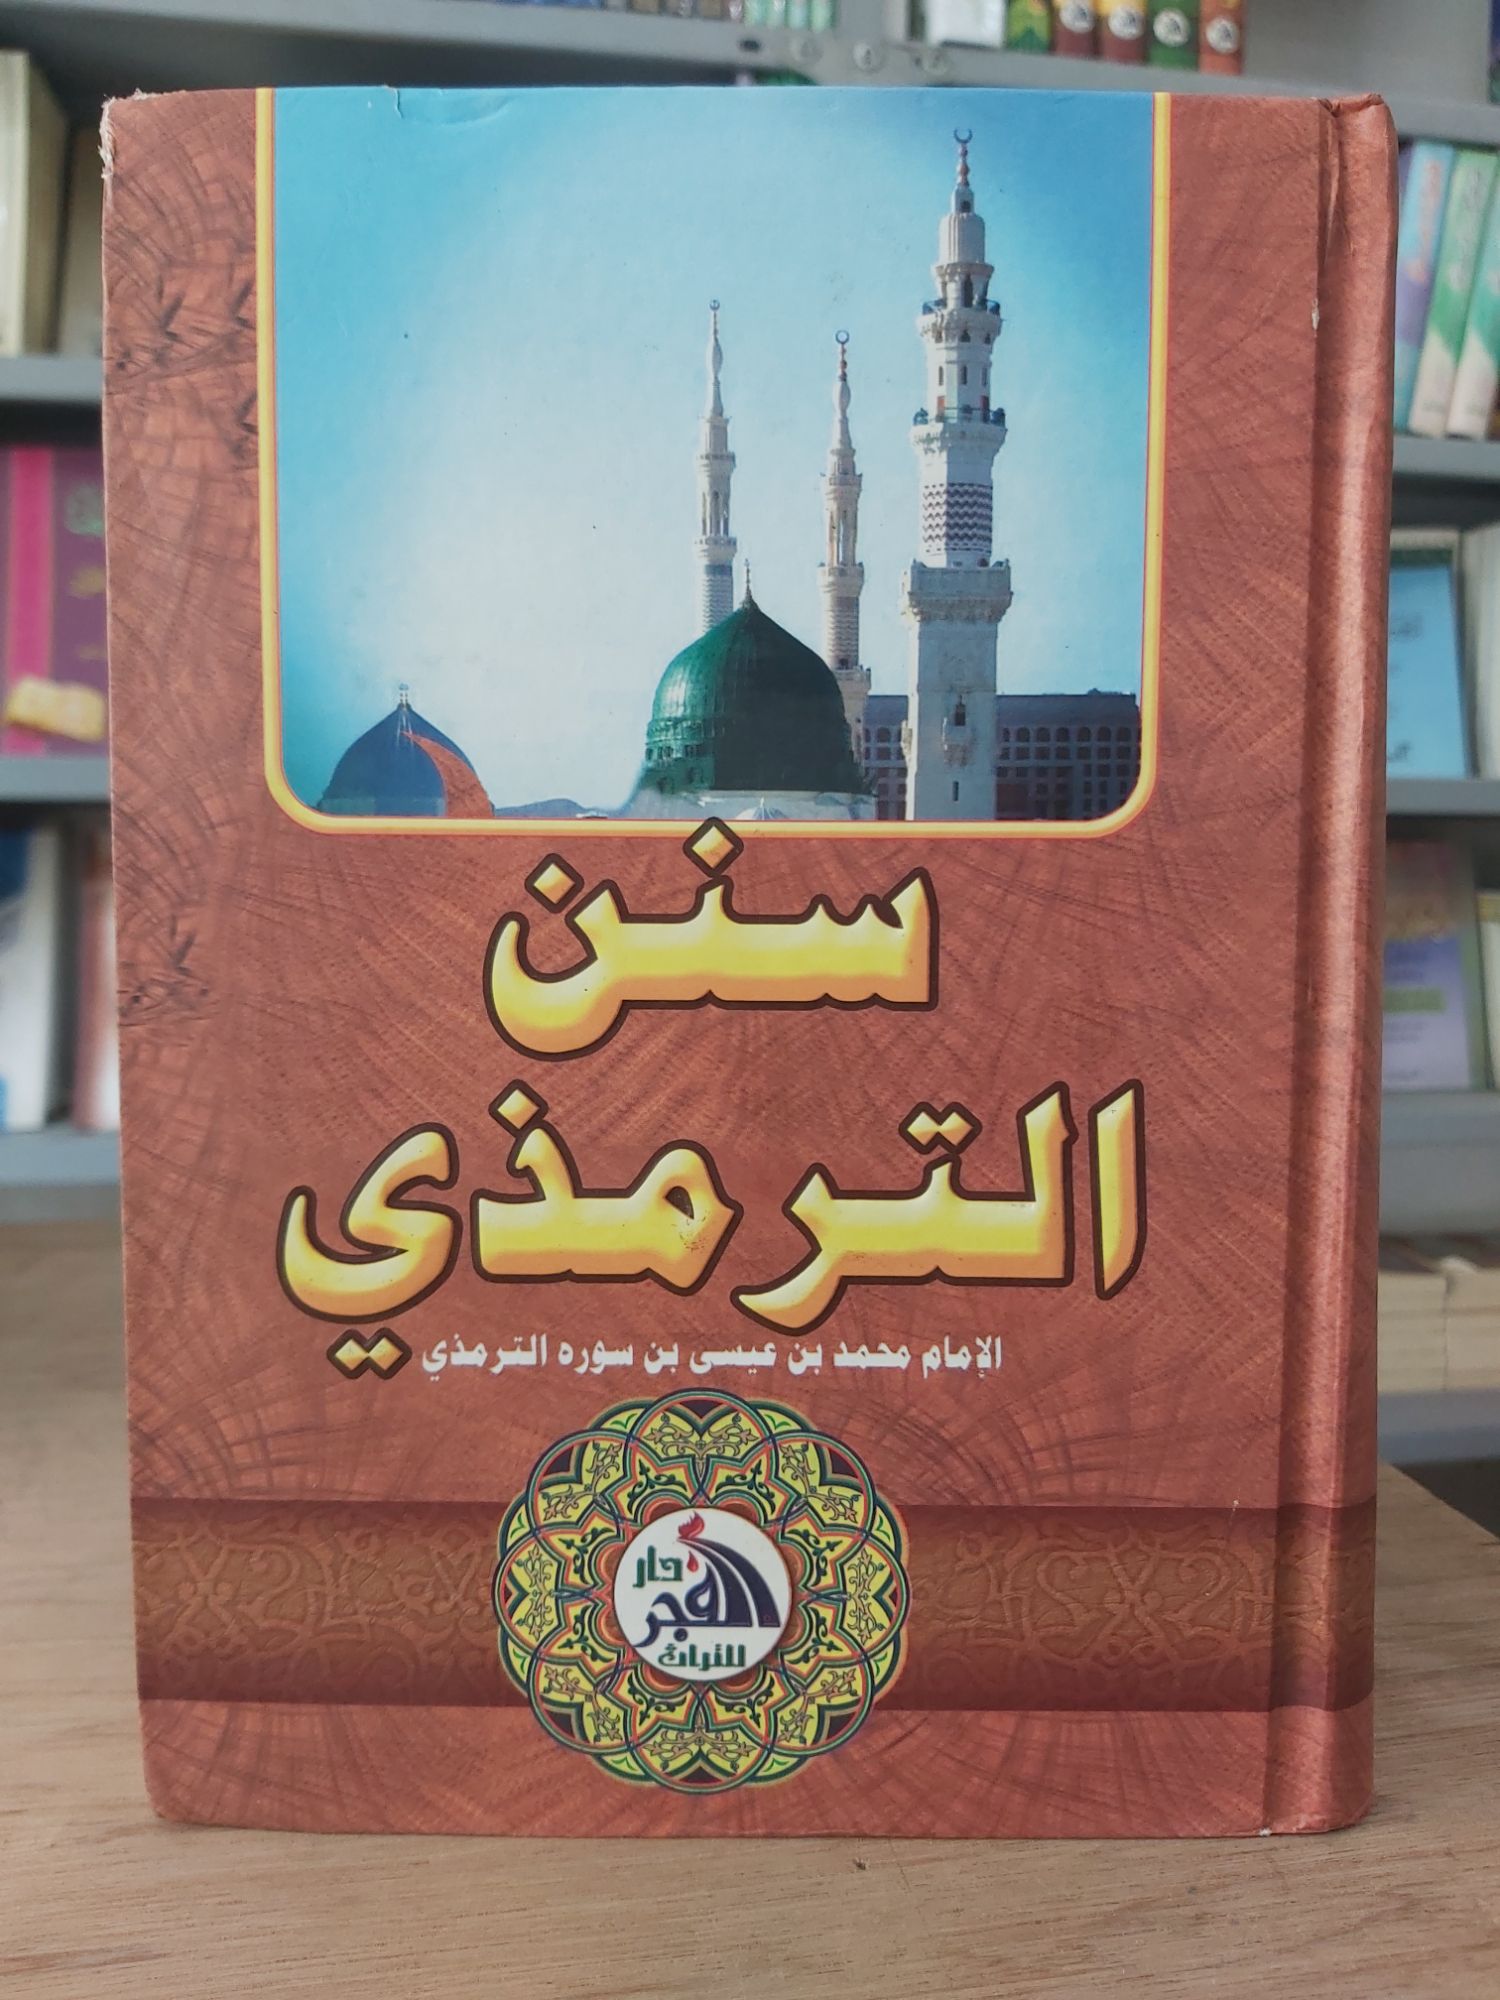 سنن
الترمذي
الإمام محمد بن عيسى بن سوره الترمذي
دار
الفجر
للتراث